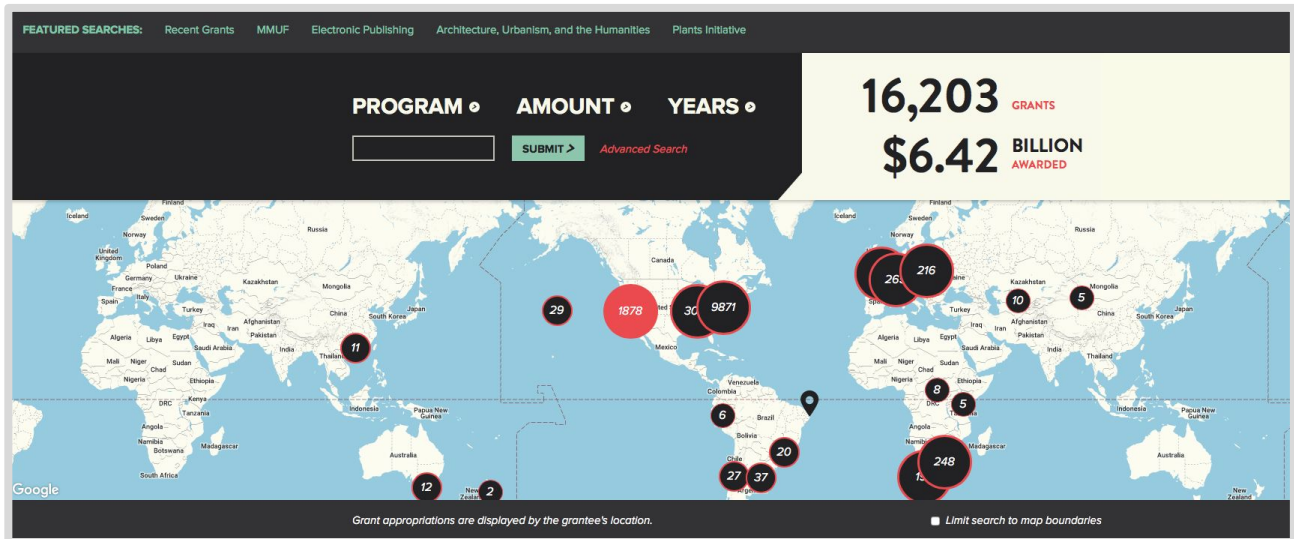 FEATURED SEARCHES: Recent Grants MMUF Electronic Publishing Architecture, Urbanism, and the Humanities Plants Initiative
PROGRAM AMOUNT YEARS
SUBMIT > Advanced Search
16,203 GRANTS
$6.42 BILLION AWARDED
Iceland
Finland
Sweden
Norway
Russia
United Kingdom
Poland
Germany
Ukraine
France
Kazakhstan
Mongolia
Spain
Italy
Turkey
China
South Korea
Japan
Iraq
Iran
Afghanistan
Pakistan
Algeria
Libya
Egypt
Saudi Arabia
India
Thailand
11
Mali
Niger
Chad
Sudan
Nigeria
Ethiopia
DRC
Kenya
Tanzania
Indonesia
Papua New Guinea
Angola
Namibia
Botswana
Madagascar
South Africa
Australia
12
2
New
Google
29
Canada
1878
30
9871
Mexico
Venezuela
Colombia
6
Brazil
Bolivia
20
Chile
27
37
Iceland
Finland
Sweden
Norway
Russia
216
Kazakhstan
10
Mongolia
5
China
South Korea
Japan
Iraq
Iran
Afghanistan
Pakistan
Algeria
Libya
Egypt
Saudi Arabia
India
Thailand
Mali
Niger
Chad
Sudan
Nigeria
Ethiopia
8
DRC
5
Indonesia
Papua New Guinea
Angola
Madagascar
248
Australia
New Zealand
Grant appropriations are displayed by the grantee's location.
Limit search to map boundaries